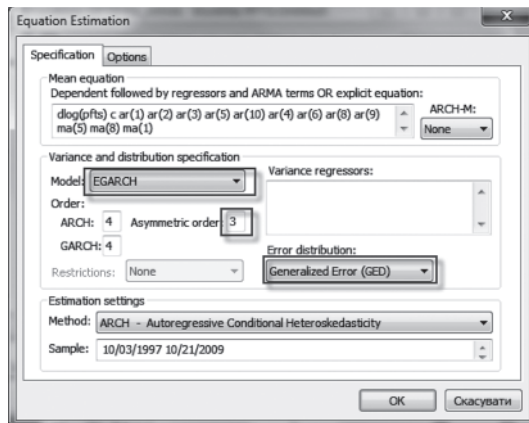 Equation Estimation
Specification Options
Mean equation
Dependent followed by regressors and ARMA terms OR explicit equation:
dlog(pfts) c ar(1) ar(2) ar(3) ar(5) ar(10) ar(4) ar(6) ar(8) ar(9)
ma(5) ma(8) ma(1)
ARCH-M:
None
Variance and distribution specification
Model: EGARCH
Variance regressors:
Order:
ARCH: 4 Asymmetric order: 3
GARCH: 4
Error distribution:
Restrictions: None
Generalized Error (GED)
Estimation settings
Method: ARCH - Autoregressive Conditional Heteroskedasticity
Sample: 10/03/1997 10/21/2009
OK Скасувати